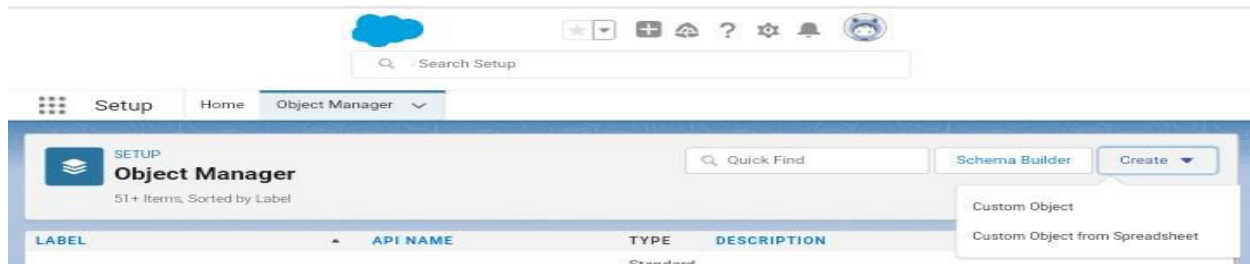 Search Setup
Setup Home Object Manager
SETUP
Object Manager
51+ Items, Sorted by Label
Quick Find
Schema Builder
Create
Custom Object
Custom Object from Spreadsheet
LABEL API NAME TYPE DESCRIPTION
Standard